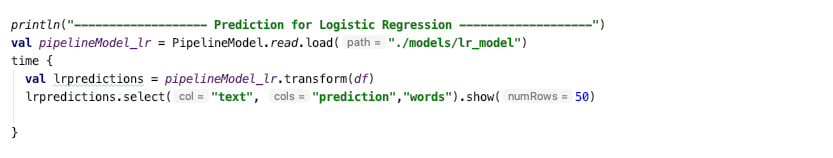 println("------------------- Prediction for Logistic Regression -------------------")
val pipelineModel_lr = PipelineModel.read.load( path = "./models/lr_model")
time {
val lrpredictions = pipelineModel_lr.transform(df)
lrpredictions.select( col = "text", cols = "prediction","words").show( numRows = 50)
}